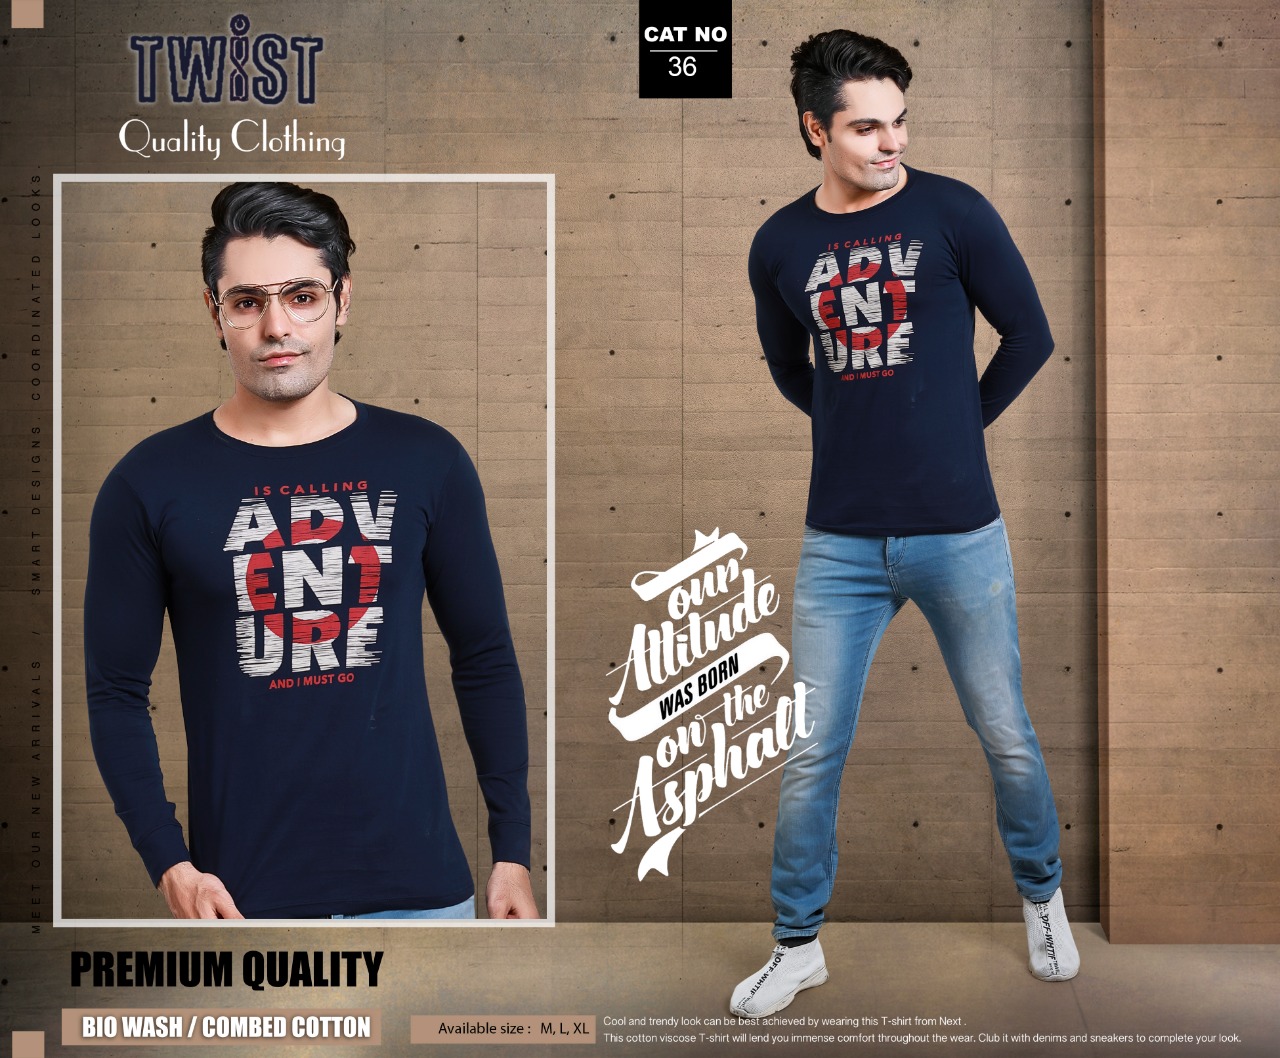 TWIST
Quality Clothing
CAT NO
36
MEET OUR NEW ARRIVALS / SMART DESIGNS. COORDINATED LOOKS.
IS CALLING
ADV
ENT
URE
AND I MUST GO
IS CALLING
ADV
ENT
URE
AND I MUST GO
our
Attitude
WAS BORN
on the
Asphalt
OFF-WHITE
OFF-WHITE
PREMIUM QUALITY
BIO WASH / COMBED COTTON
Available size : M, L, XL
Cool and trendy look can be best achieved by wearing this T-shirt from Next .
This cotton viscose T-shirt will lend you immense comfort throughout the wear. Club it with denims and sneakers to complete your look.